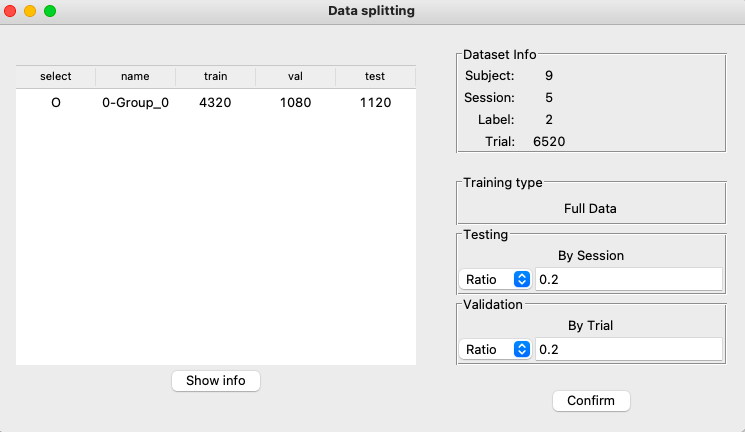 Data splitting
select name train val test
O 0-Group_0 4320 1080 1120
Show info
Dataset Info
Subject: 9
Session: 5
Label: 2
Trial: 6520
Training type
Full Data
Testing
By Session
Ratio 0.2
Validation
By Trial
Ratio 0.2
Confirm